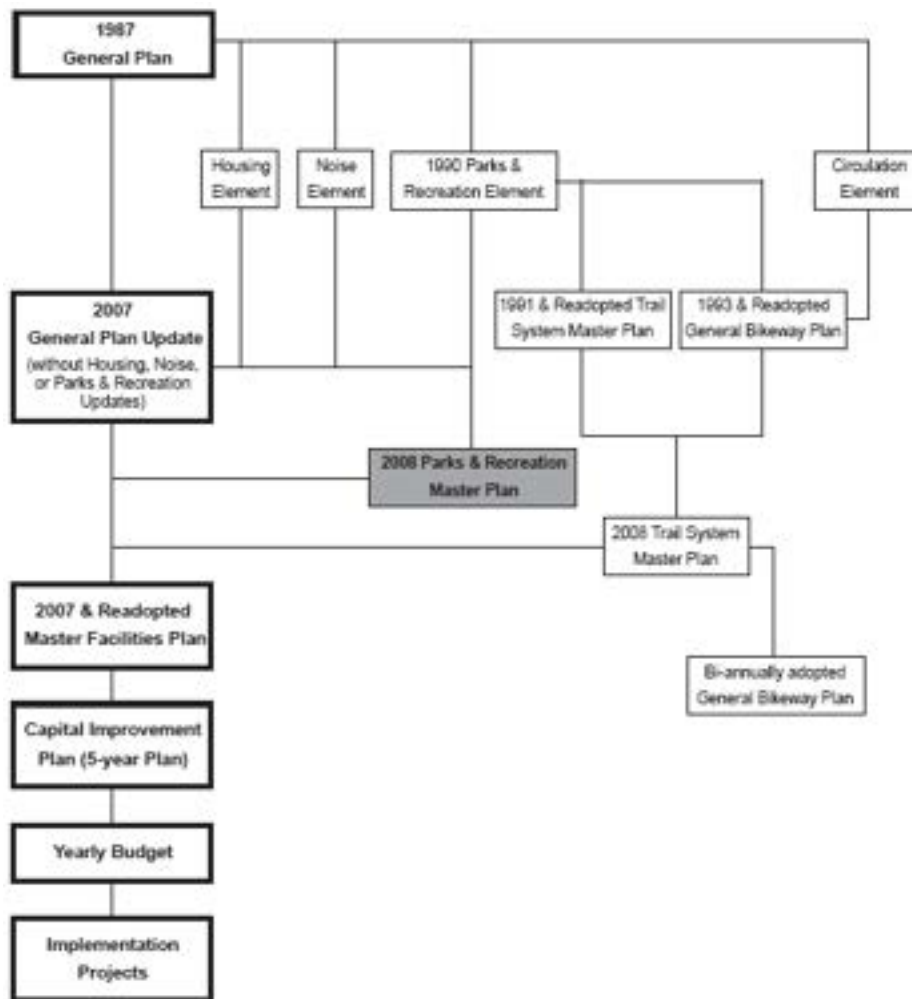 1987
General Plan
Housing
Element
Noise
Element
1990 Parks &
Recreation Element
Circulation
Element
2007
General Plan Update
(without Housing, Noise,
or Parks & Recreation
Updates)
1991 & Readopted Trail
System Master Plan
1993 & Readopted
General Bikeway Plan
2008 Parks & Recreation
Master Plan
2008 Trail System
Master Plan
2007 & Readopted
Master Facilities Plan
Bi-annually adopted
General Bikeway Plan
Capital Improvement
Plan (5-year Plan)
Yearly Budget
Implementation
Projects